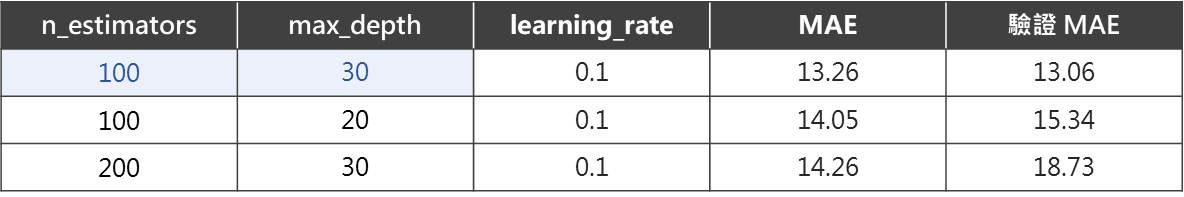 n_estimators max_depth learning_rate MAE 驗證 MAE
100 30 0.1 13.26 13.06
100 20 0.1 14.05 15.34
200 30 0.1 14.26 18.73